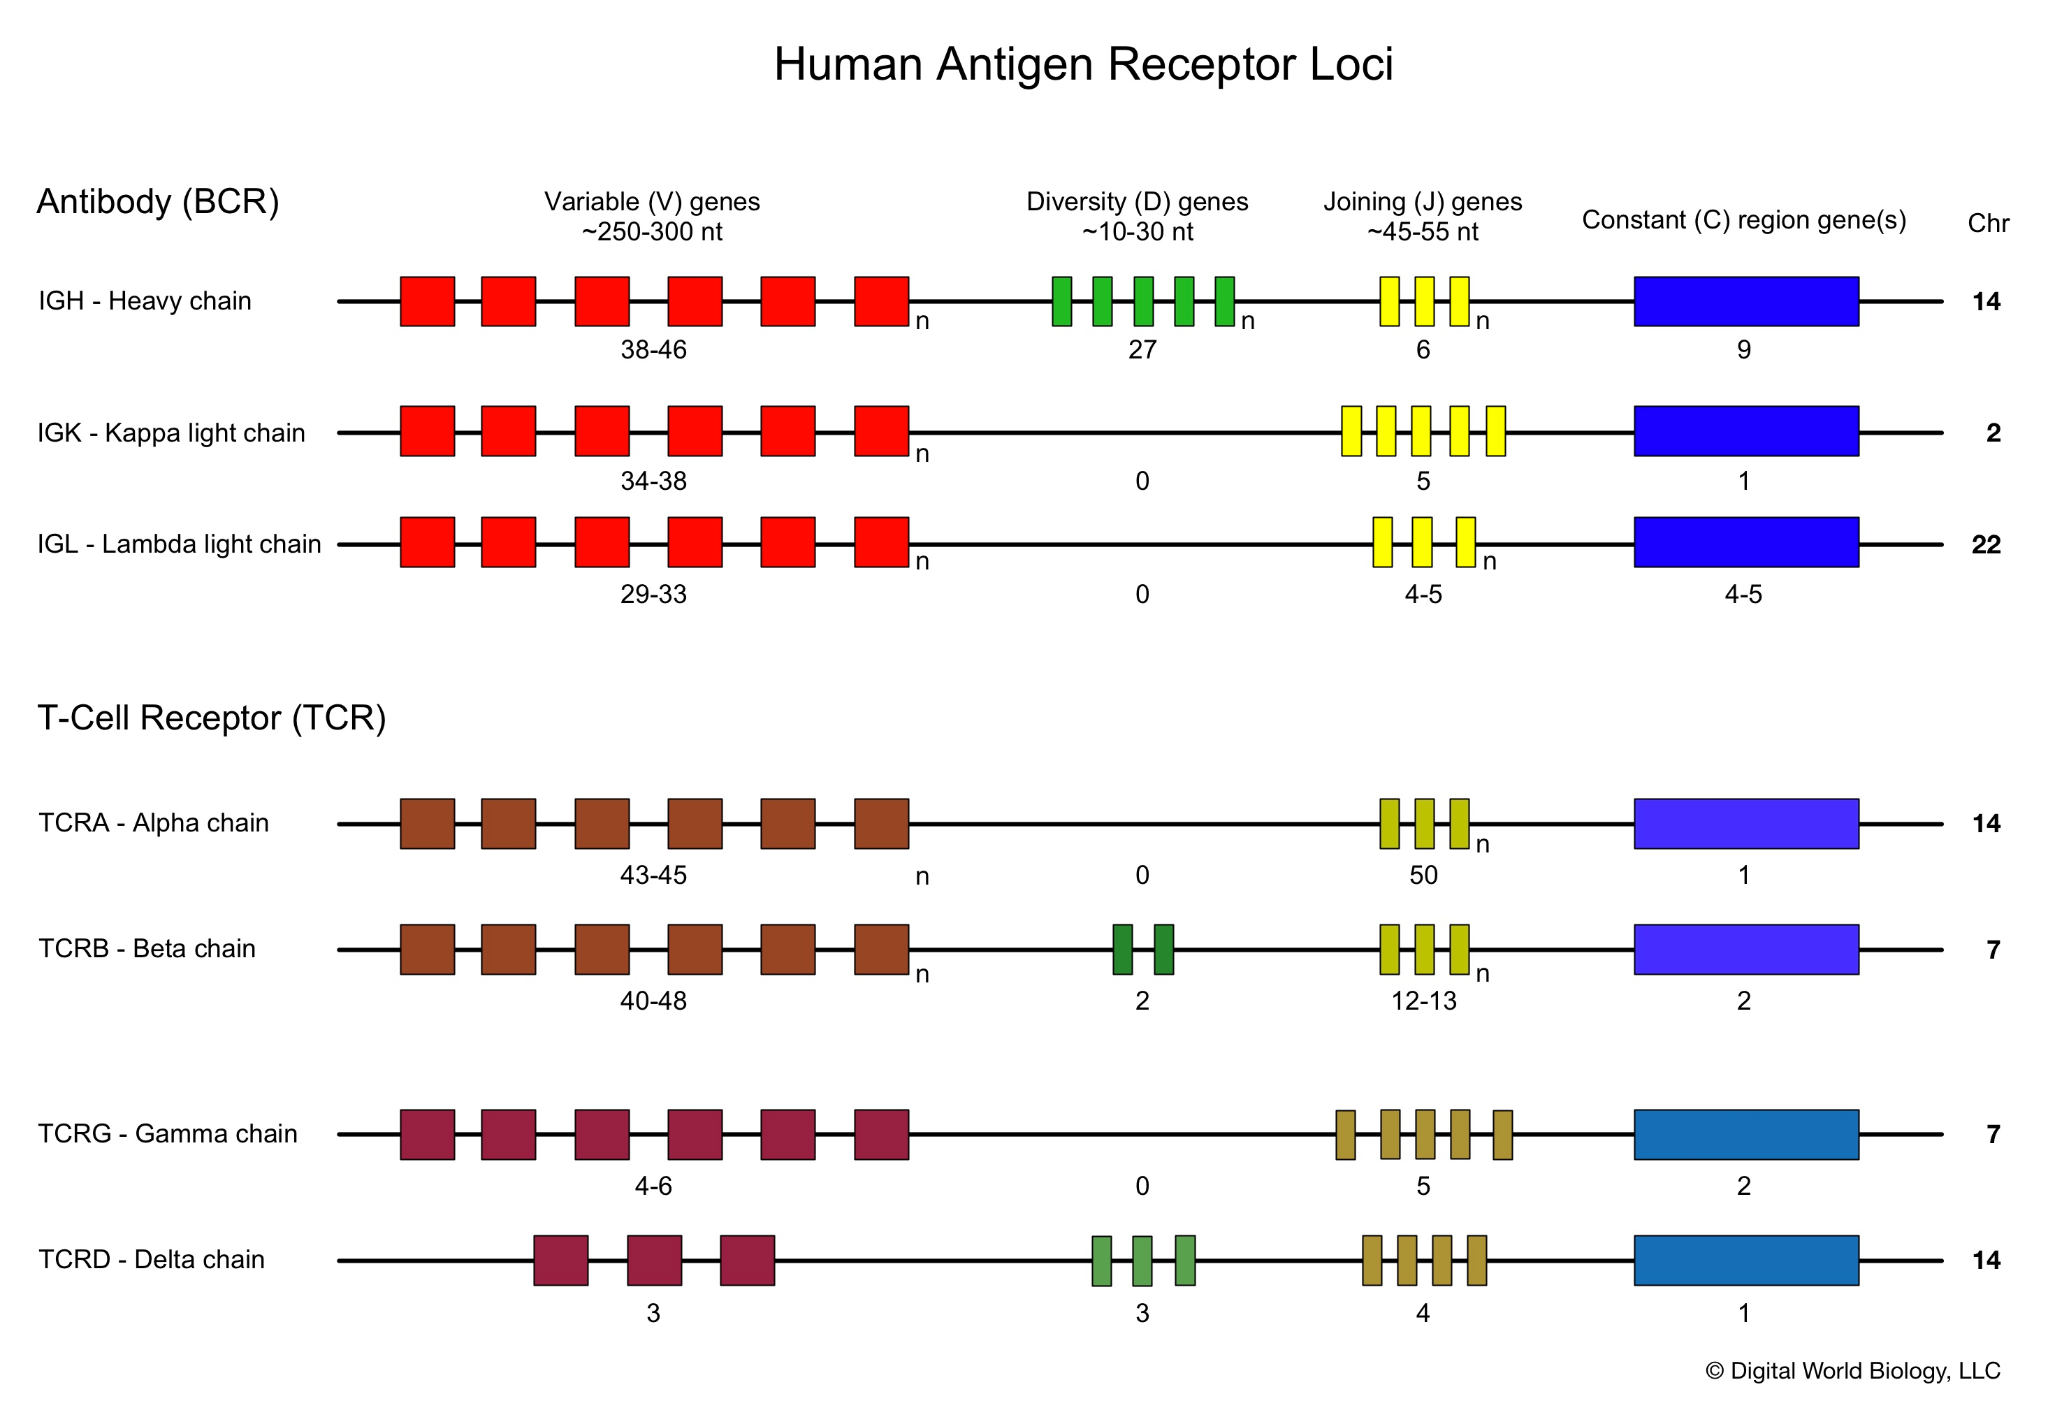 Human Antigen Receptor Loci
Antibody (BCR)
Variable (V) genes
~250-300 nt
Diversity (D) genes
~10-30 nt
Joining (J) genes
~45-55 nt
Constant (C) region gene(s)
Chr
IGH - Heavy chain
n
n
n
14
38-46
27
6
9
IGK - Kappa light chain
n
2
34-38
0
5
1
IGL - Lambda light chain
n
n
22
29-33
0
4-5
4-5
T-Cell Receptor (TCR)
TCRA - Alpha chain
n
14
43-45
n
0
50
1
TCRB - Beta chain
n
n
7
40-48
2
12-13
2
TCRG - Gamma chain
7
4-6
0
5
2
TCRD - Delta chain
14
3
3
4
1
© Digital World Biology, LLC